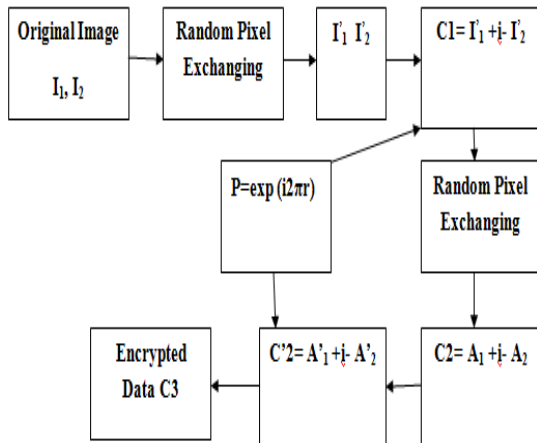 Original Image
I₁, I₂
Random Pixel
Exchanging
I'₁ I'₂
C1= I'₁ +i- I'₂
P=exp (i2πr)
Random Pixel
Exchanging
Encrypted
Data C3
C'2= A'₁ +i- A'₂
C2= A₁ +i- A₂